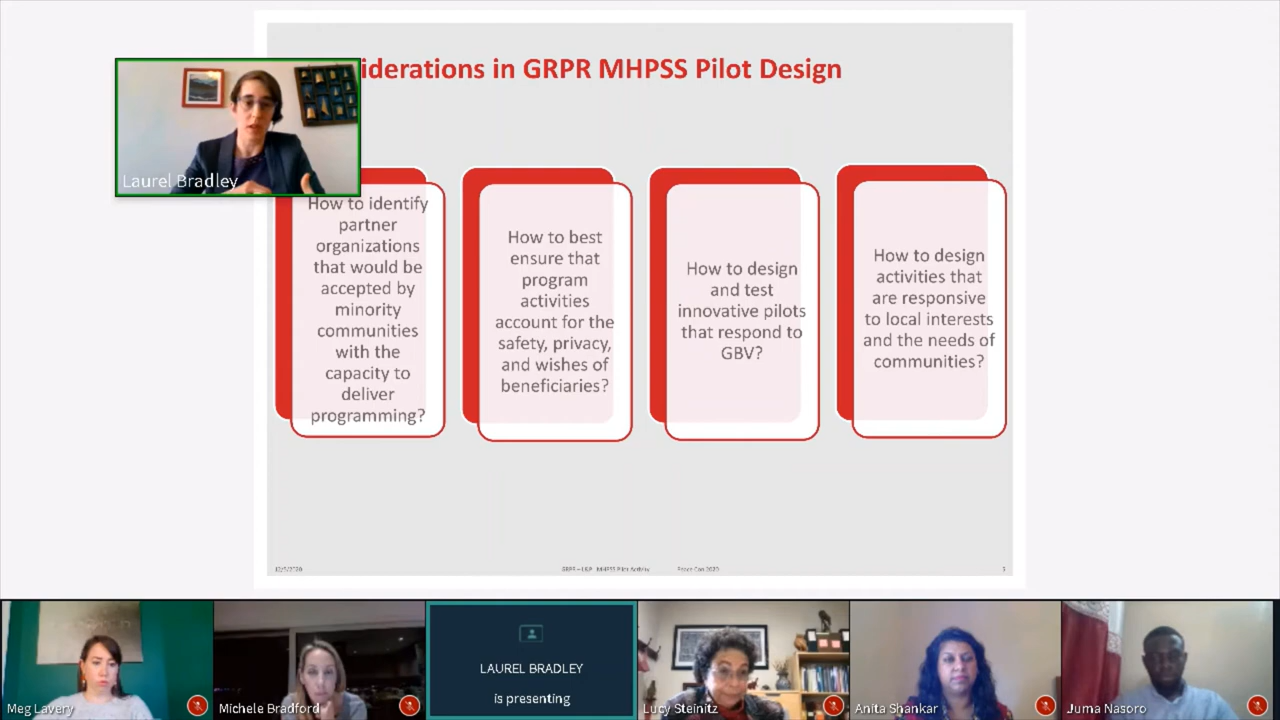 iderations in GRPR MHPSS Pilot Design
Laurel Bradley
How to identify
partner
organizations
that would be
accepted by
minority
communities
with the
capacity to
deliver
programming?
How to best
ensure that
program
activities
account for the
safety, privacy,
and wishes of
beneficiaries?
How to design
and test
innovative pilots
that respond to
GBV?
How to design
activities that
are responsive
to local interests
and the needs of
communities?
Peace Con 2020
Meg Lavery
Michele Bradford
LAUREL BRADLEY
is presenting
Lucy Steinitz
Anita Shankar
Juma Nasoro